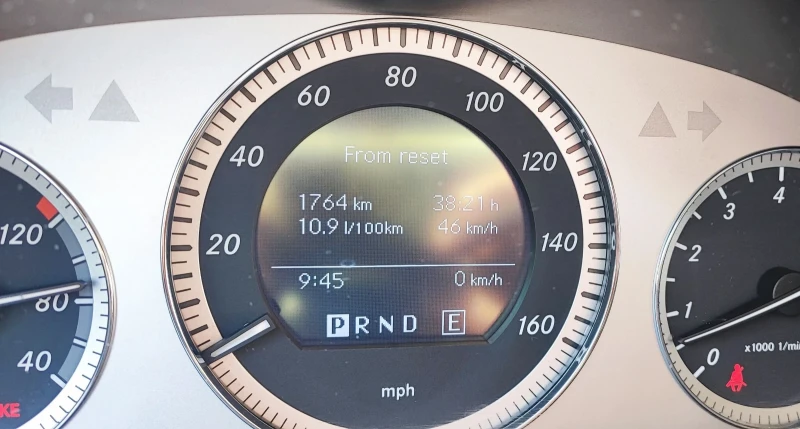 From reset
1764 km 38:21 h
10.9 l/100km 46 km/h
9:45 0 km/h
P R N D E
mph
20
40
60
80
100
120
140
160
120
80
40
KE
4
3
2
1
0
x1000 1/min